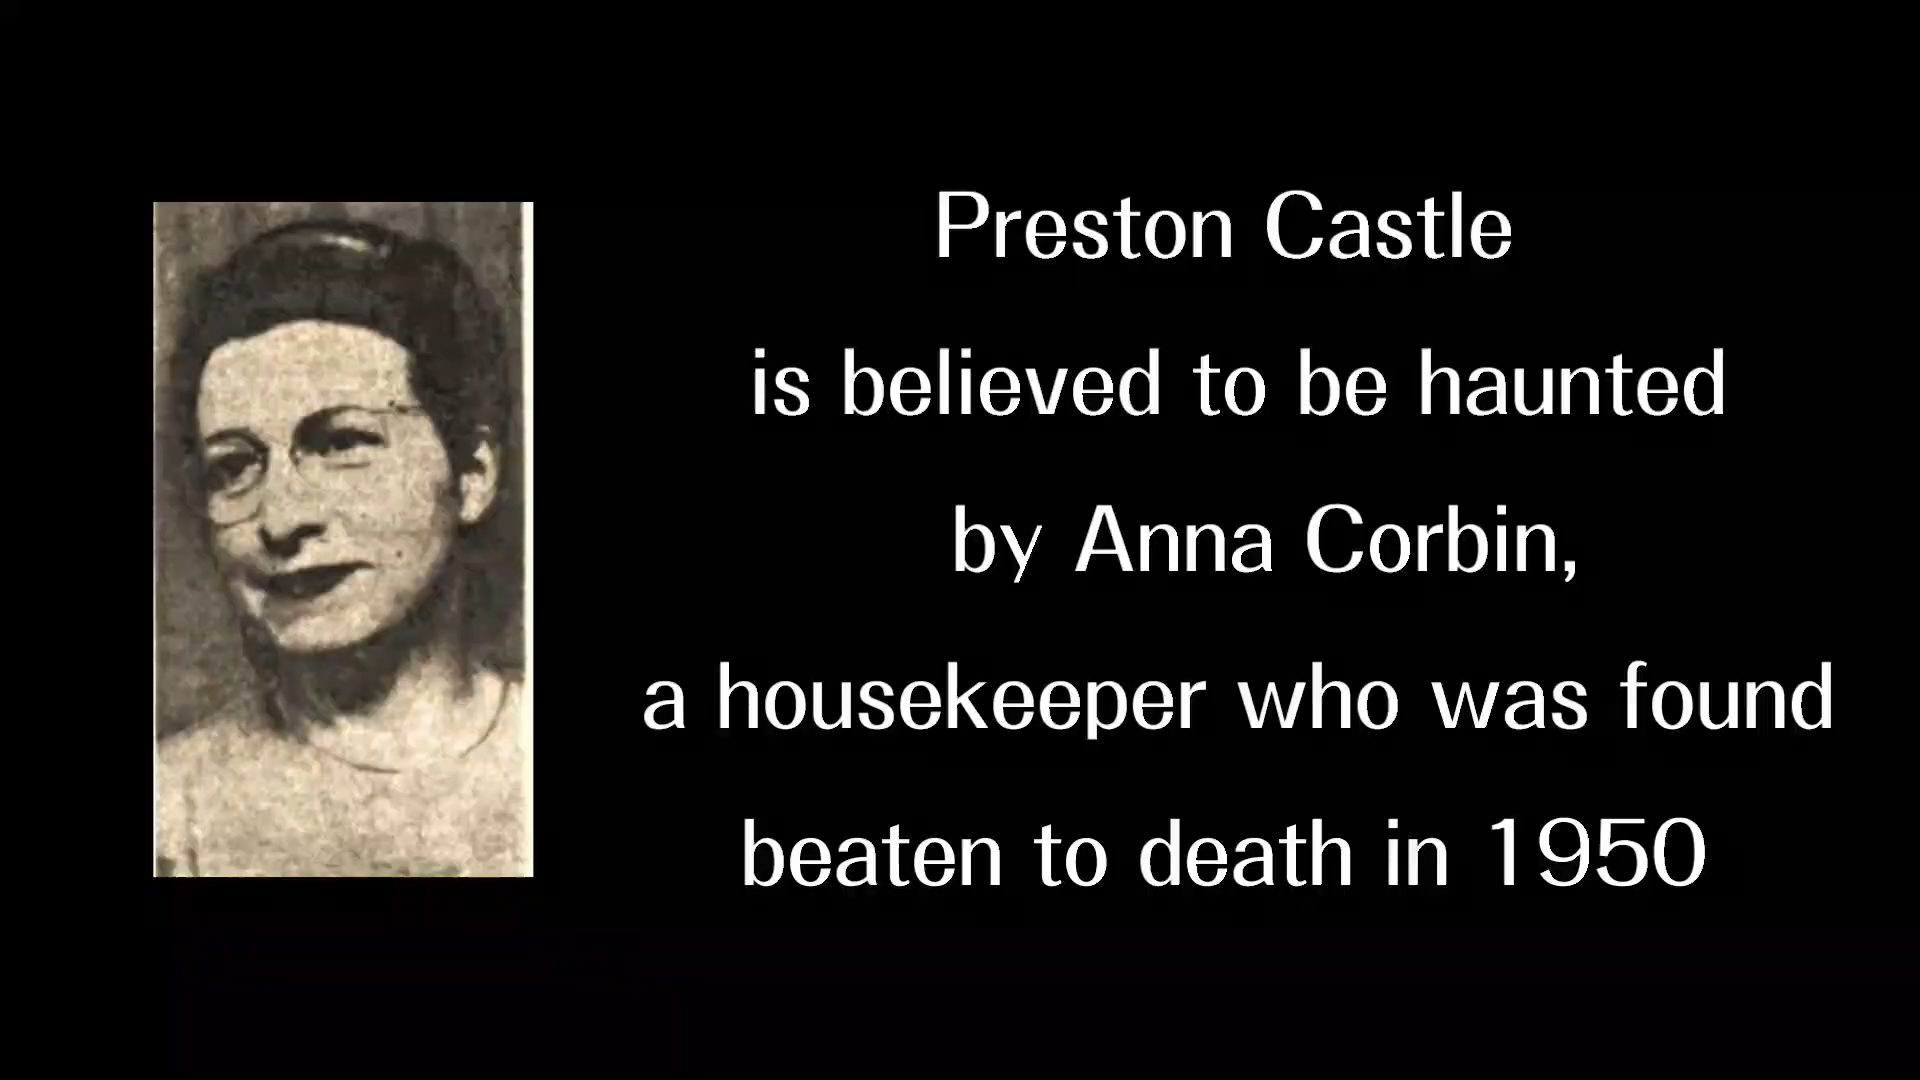 Preston Castle
is believed to be haunted
by Anna Corbin,
a housekeeper who was found
beaten to death in 1950